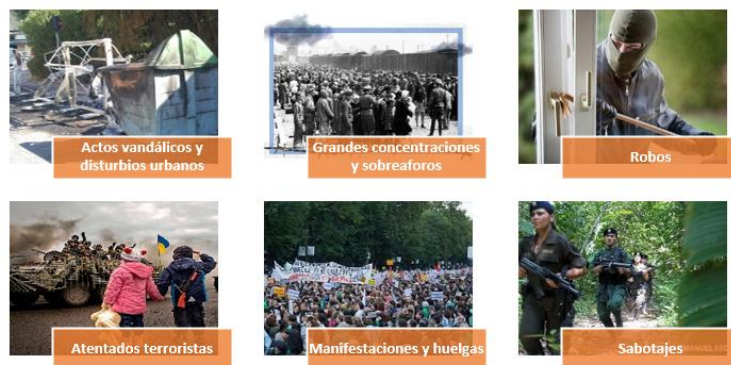 Actos vandálicos y
disturbios urbanos
Grandes concentraciones
y sobreaforos
Robos
Atentados terroristas
Manifestaciones y huelgas
Sabotajes